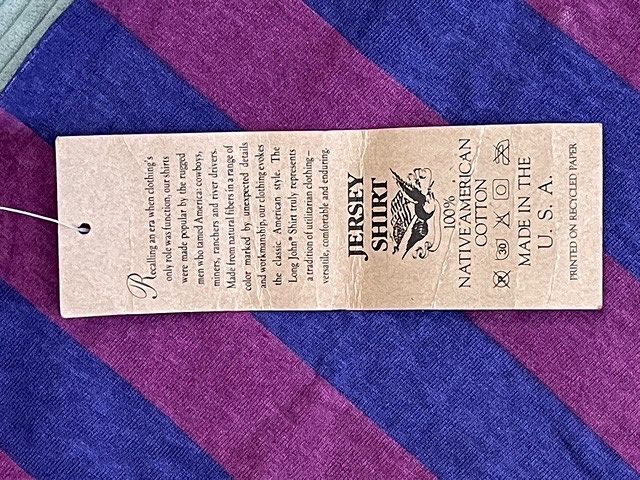 Recalling an era when clothing's
only role was function, our shirts
were made popular by the rugged
men who tamed America: cowboys,
miners, ranchers and river drivers.
Made from natural fibers in a range of
color marked by unexpected details
and workmanship, our clothing evokes
the classic American style. The
Long John® Shirt truly represents
a tradition of utilitarian clothing–
versatile, comfortable and enduring.
JERSEY
SHIRT
100%
NATIVE AMERICAN
COTTON
30
MADE IN THE
U. S. A.
PRINTED ON RECYCLED PAPER